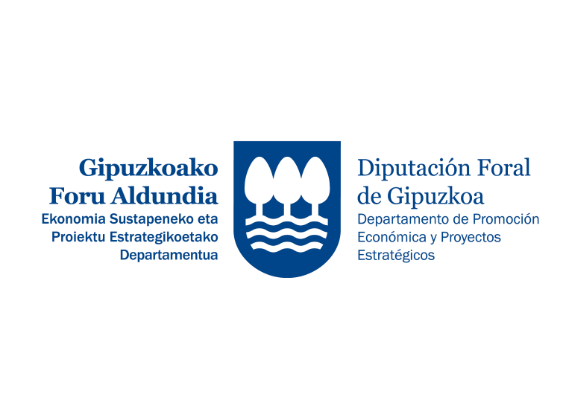 Gipuzkoako
Foru Aldundia
Ekonomia Sustapeneko eta
Proiektu Estrategikoetako
Departamentua
Diputación Foral
de Gipuzkoa
Departamento de Promoción
Económica y Proyectos
Estratégicos